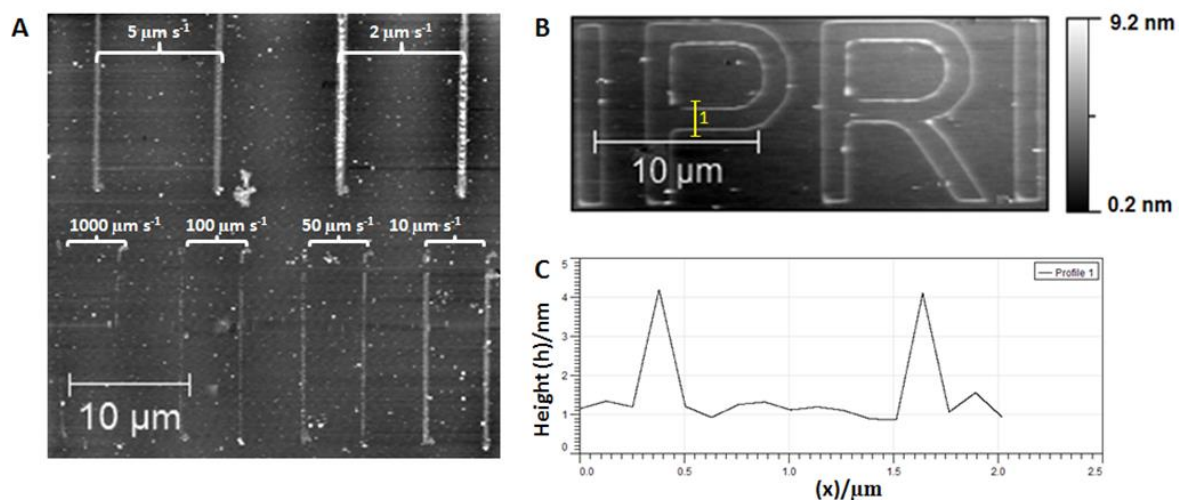 A
5 µm s⁻¹
2 µm s⁻¹
1000 µm s⁻¹
100 µm s⁻¹
50 µm s⁻¹
10 µm s⁻¹
10 µm
B
PRI
1
10 µm
9.2 nm
0.2 nm
C
Profile 1
Height (h)/nm
5
4
3
2
1
0
0.0
0.5
1.0
1.5
2.0
2.5
(x)/µm